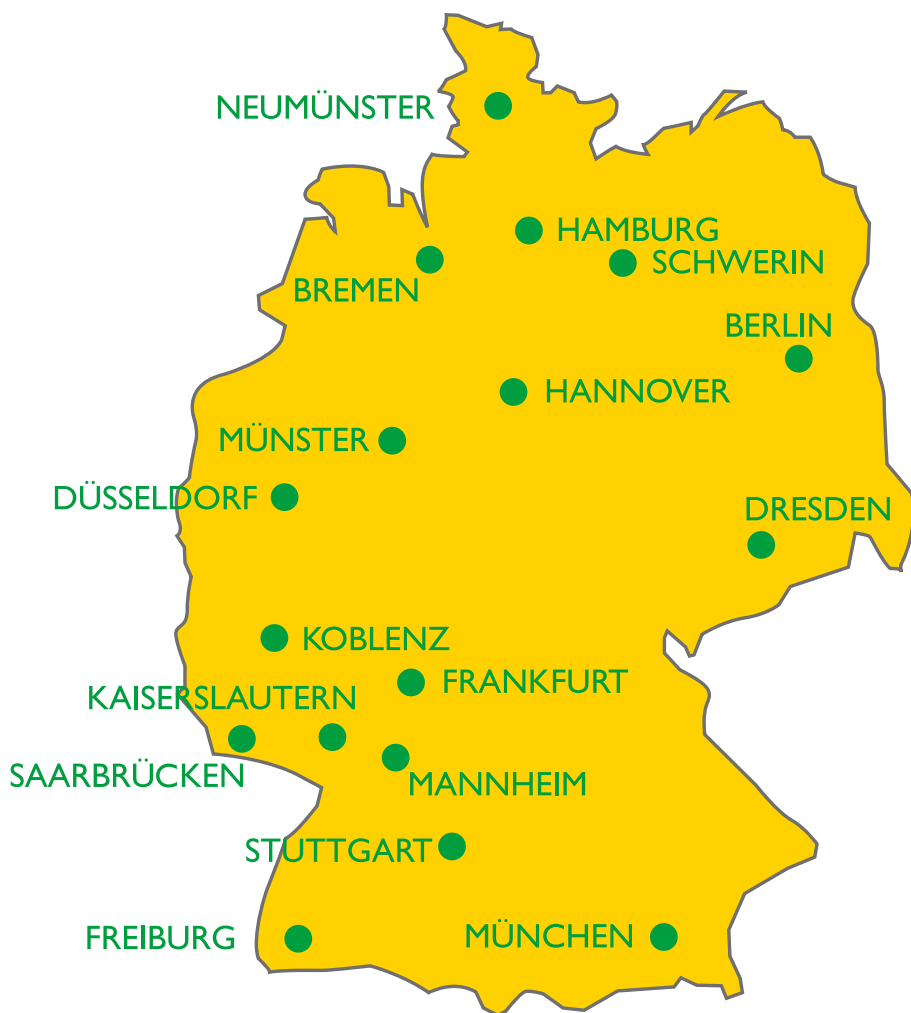 NEUMÜNSTER
HAMBURG
SCHWERIN
BREMEN
BERLIN
HANNOVER
MÜNSTER
DÜSSELDORF
DRESDEN
KOBLENZ
FRANKFURT
KAISERSLAUTERN
SAARBRÜCKEN
MANNHEIM
STUTTGART
FREIBURG
MÜNCHEN